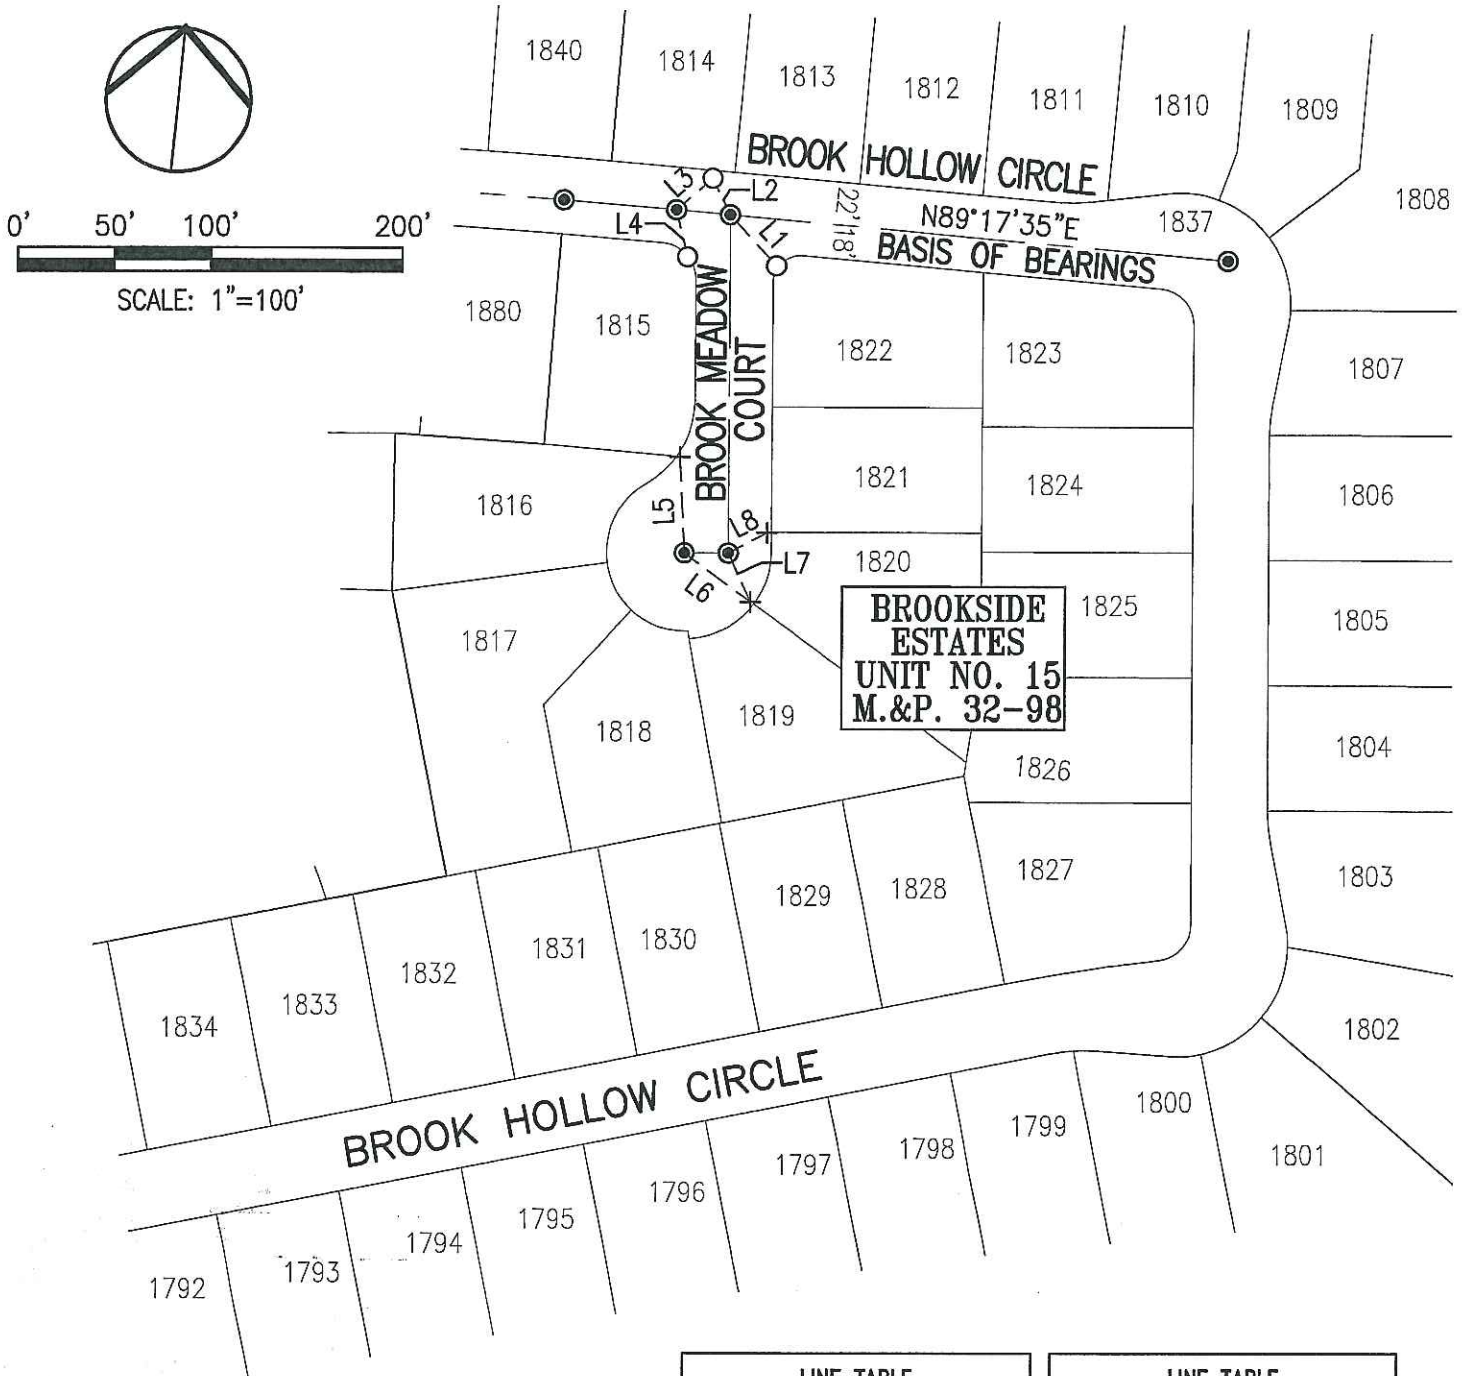 1840
1814
1813
1812
1811
1810
1809
1808
BROOK HOLLOW CIRCLE
L3
L2
L4
L1
22'
18'
N89°17'35"E
1837
BASIS OF BEARINGS
0' 50' 100' 200'
SCALE: 1"=100'
1880
1815
BROOK MEADOW
COURT
1822
1823
1807
1816
1821
1824
1806
L5
L8
L7
L6
1820
1817
BROOKSIDE
ESTATES
UNIT NO. 15
M.&P. 32-98
1825
1805
1818
1819
1826
1804
1834
1833
1832
1831
1830
1829
1828
1827
1803
1802
BROOK HOLLOW CIRCLE
1792
1793
1794
1795
1796
1797
1798
1799
1800
1801
LINE TABLE
LINE TABLE